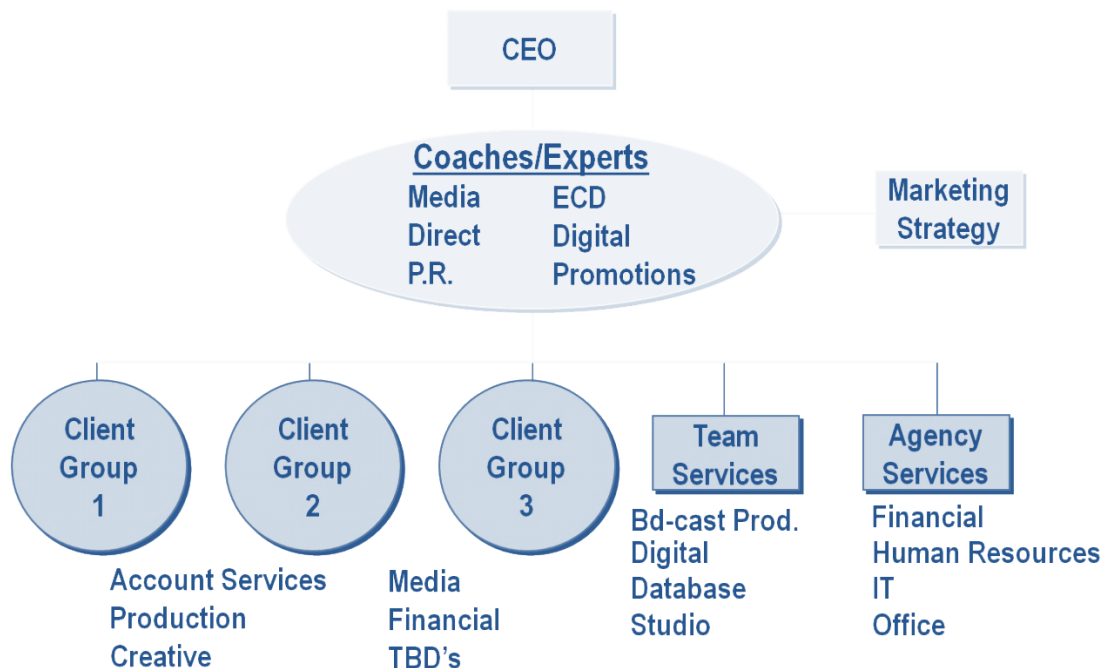 CEO
Coaches/Experts
Media ECD
Direct Digital
P.R. Promotions
Marketing
Strategy
Client
Group
1
Client
Group
2
Client
Group
3
Team
Services
Agency
Services
Account Services
Production
Creative
Media
Financial
TBD's
Bd-cast Prod.
Digital
Database
Studio
Financial
Human Resources
IT
Office